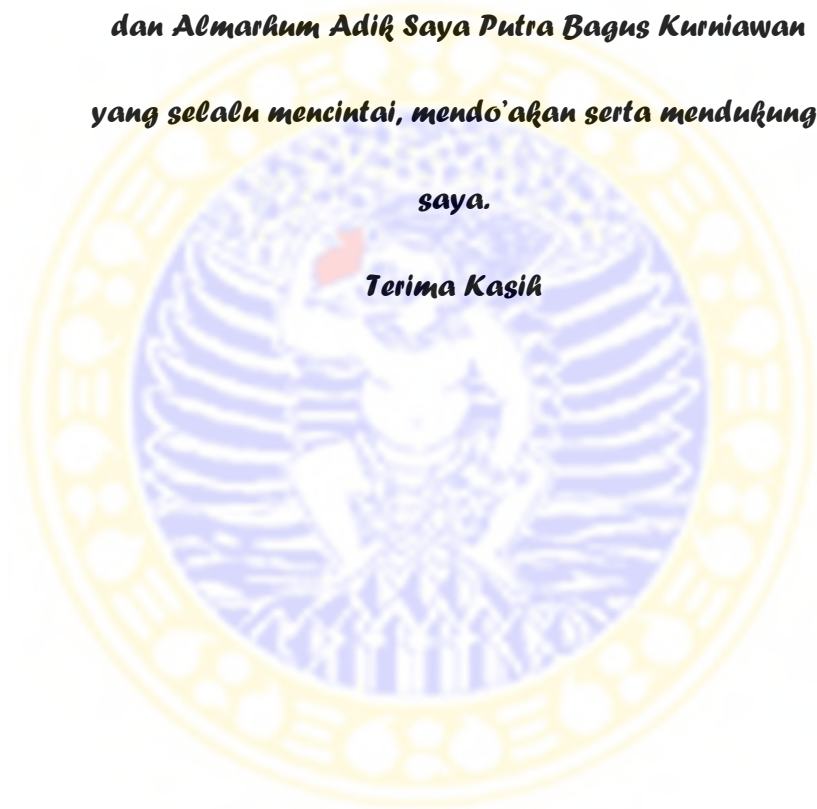 dan Almarhum Adik Saya Putra Bagus Kurniawan
yang selalu mencintai, mendo'akan serta mendukung
saya.
Terima Kasih